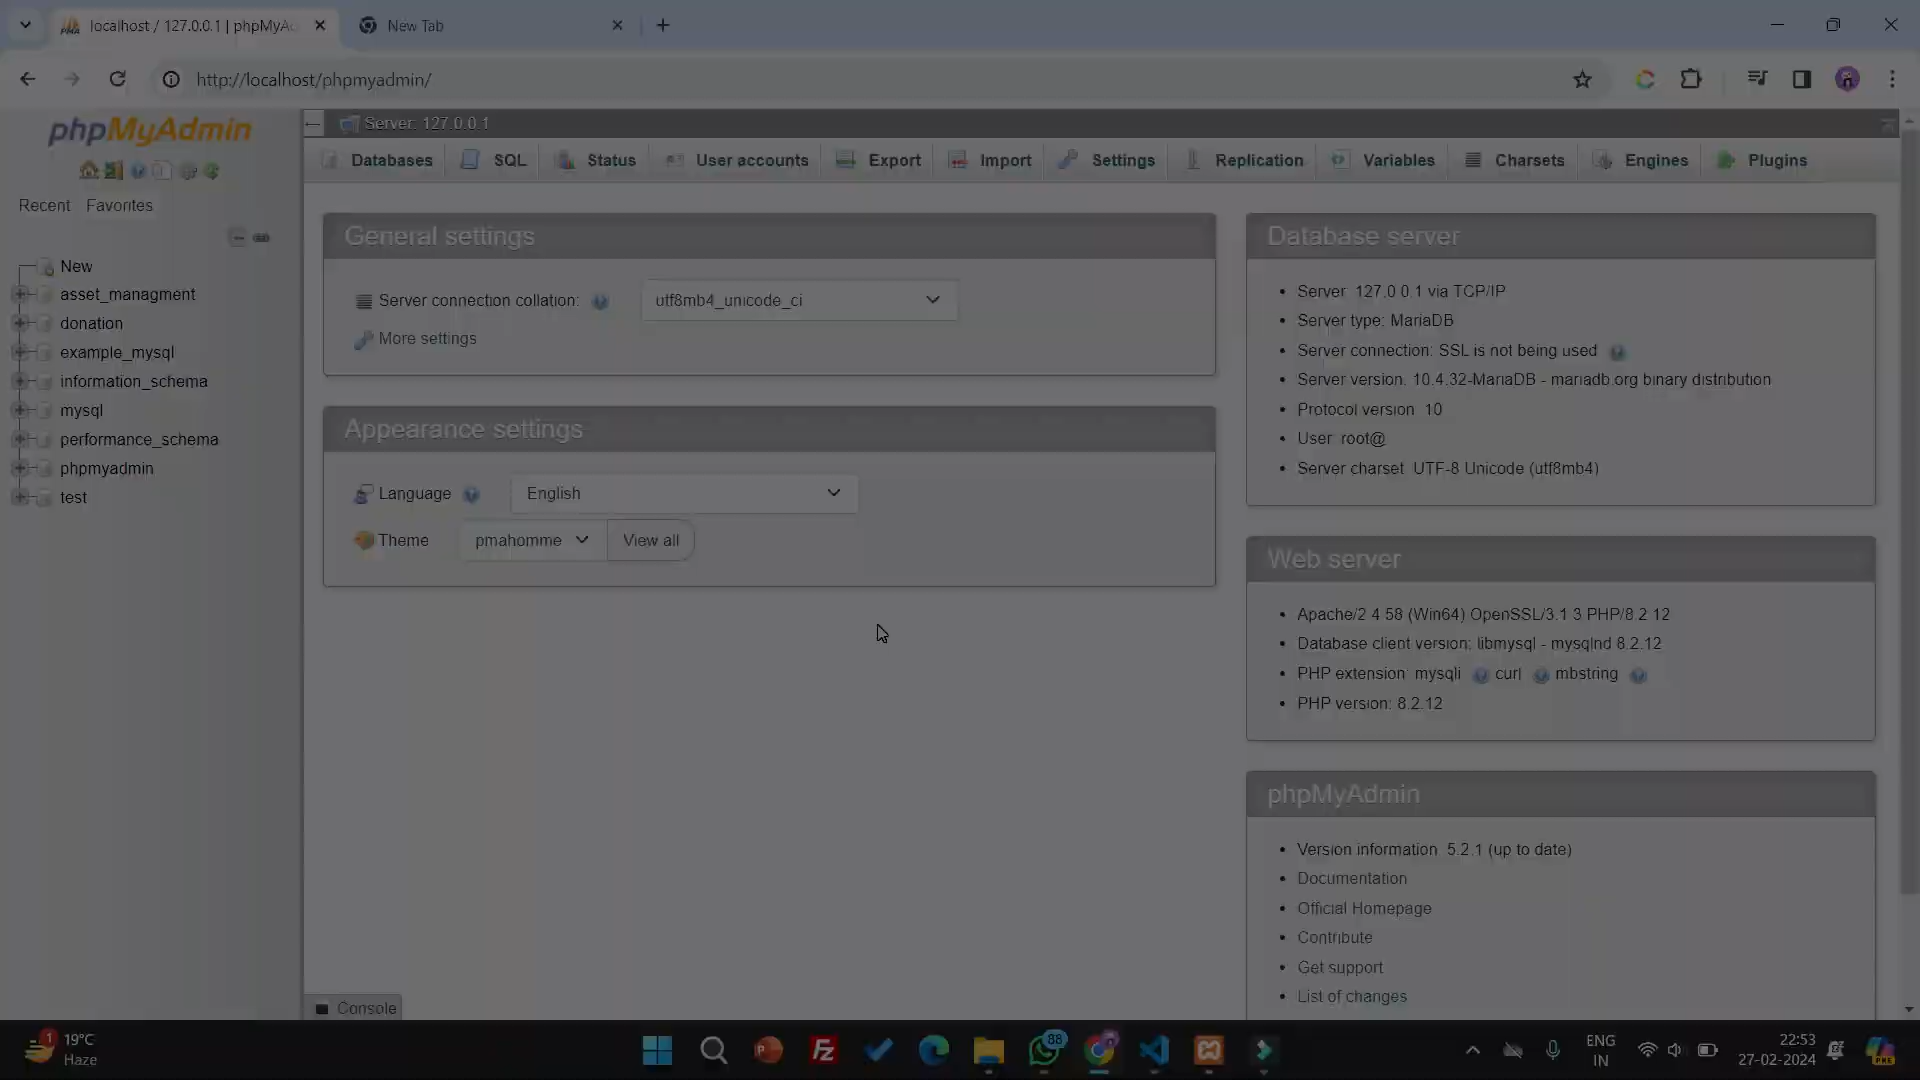 localhost / 127.0.0.1 | phpMyAd
New Tab
http://localhost/phpmyadmin/
phpMyAdmin
Recent Favorites
New
asset_managment
donation
example_mysql
information_schema
mysql
performance_schema
phpmyadmin
test
Server: 127.0.0.1
Databases SQL Status User accounts Export Import Settings Replication Variables Charsets Engines Plugins
General settings
Server connection collation: utf8mb4_unicode_ci
More settings
Appearance settings
Language English
Theme pmahomme View all
Database server
• Server: 127.0.0.1 via TCP/IP
• Server type: MariaDB
• Server connection: SSL is not being used
• Server version: 10.4.32-MariaDB - mariadb.org binary distribution
• Protocol version: 10
• User: root@
• Server charset: UTF-8 Unicode (utf8mb4)
Web server
• Apache/2.4.58 (Win64) OpenSSL/3.1.3 PHP/8.2.12
• Database client version: libmysql - mysqlnd 8.2.12
• PHP extension: mysqli curl mbstring
• PHP version: 8.2.12
phpMyAdmin
• Version information: 5.2.1 (up to date)
• Documentation
• Official Homepage
• Contribute
• Get support
• List of changes
Console
1
19°C
Haze
88
ENG
IN
22:53
27-02-2024